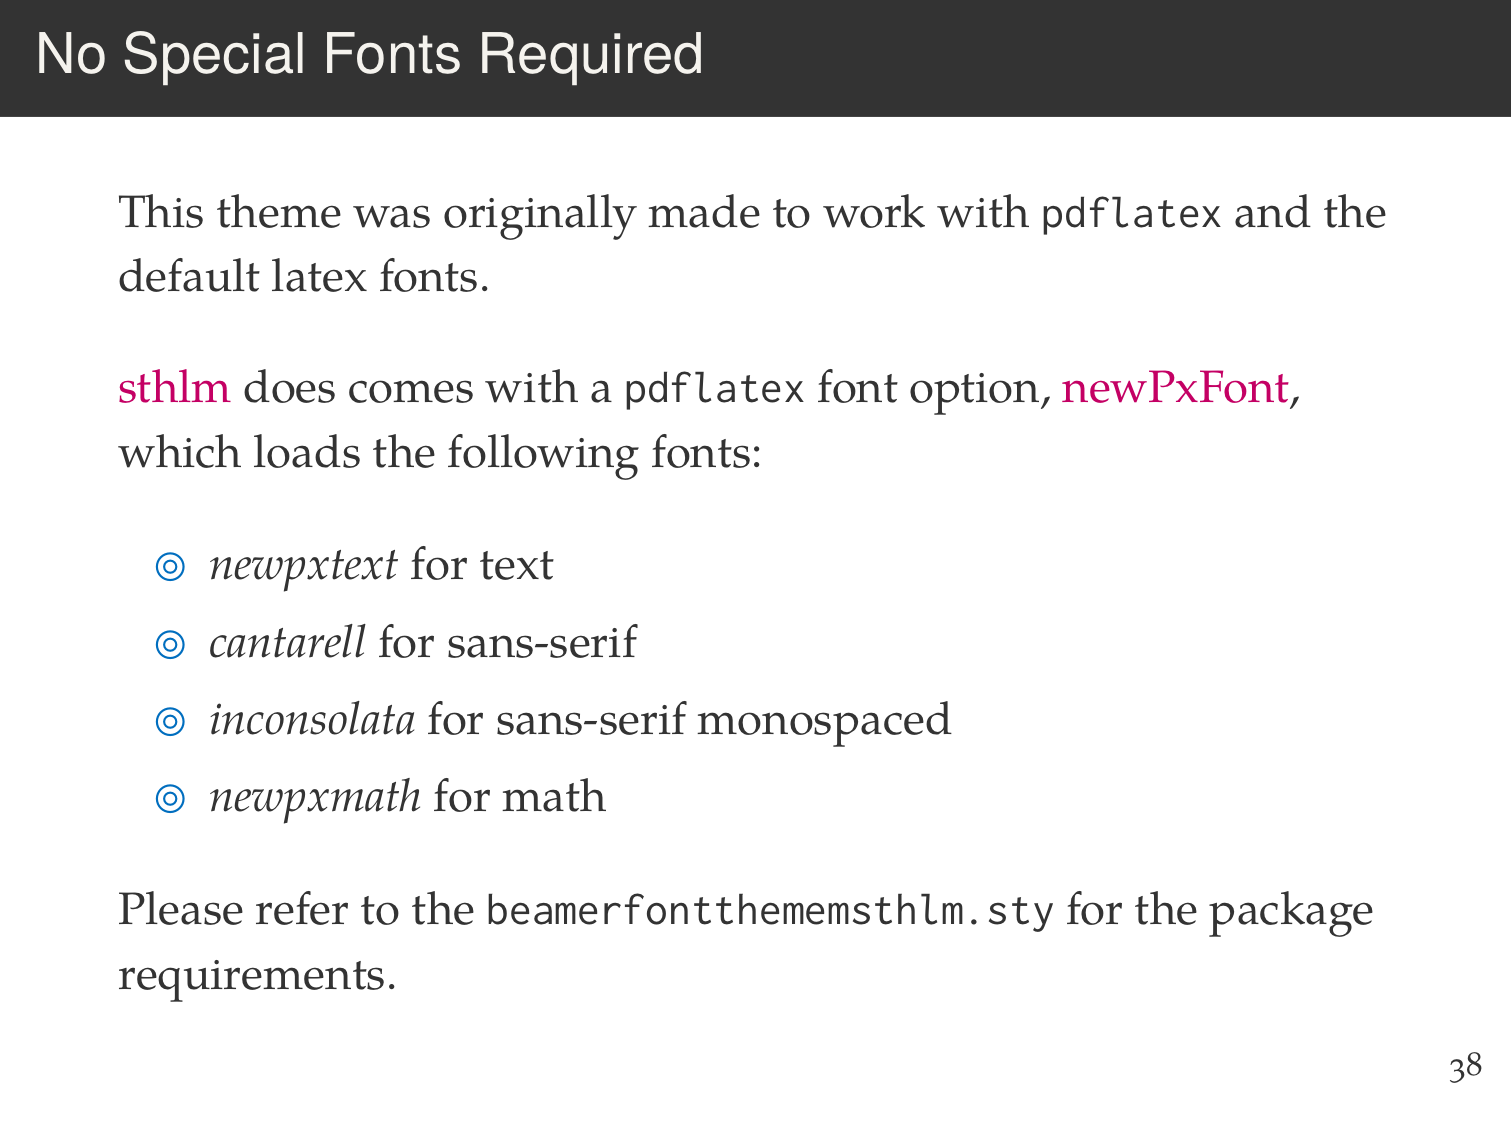 No Special Fonts Required
This theme was originally made to work with pdflatex and the
default latex fonts.
sthlm does comes with a pdflatex font option, newPxFont,
which loads the following fonts:
newpxtext for text
cantarell for sans-serif
inconsolata for sans-serif monospaced
newpxmath for math
Please refer to the beamerfontthememsthlm.sty for the package
requirements.
38